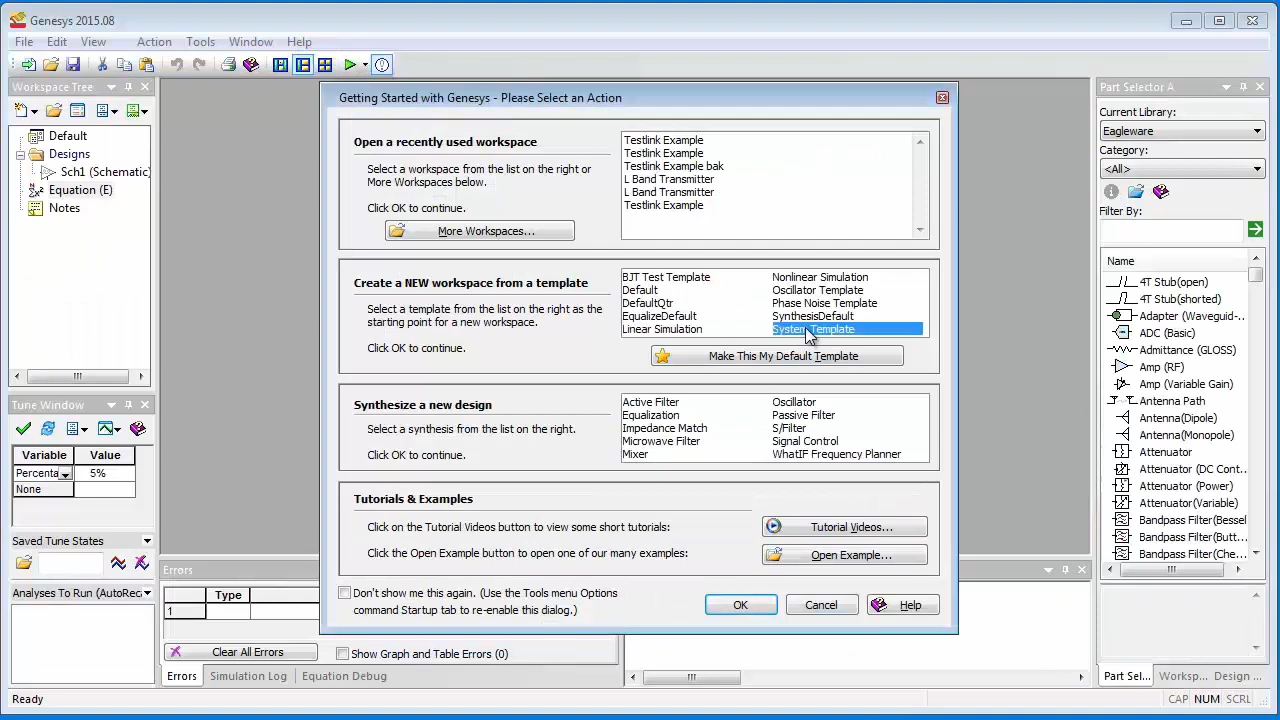 Genesys 2015.08
File Edit View Action Tools Window Help
Workspace Tree
Default
Designs
Sch1 (Schematic)
Equation (E)
Notes
Tune Window
Variable Value
Percenta 5%
None
Saved Tune States
Analyses To Run (AutoReca
Getting Started with Genesys - Please Select an Action
Open a recently used workspace
Select a workspace from the list on the right or
More Workspaces below.
Click OK to continue.
More Workspaces...
Testlink Example
Testlink Example
Testlink Example bak
L Band Transmitter
L Band Transmitter
Testlink Example
Create a NEW workspace from a template
Select a template from the list on the right as the
starting point for a new workspace.
Click OK to continue.
BJT Test Template Nonlinear Simulation
Default Oscillator Template
DefaultQtr Phase Noise Template
EqualizeDefault SynthesisDefault
Linear Simulation System Template
Make This My Default Template
Synthesize a new design
Select a synthesis from the list on the right.
Click OK to continue.
Active Filter Oscillator
Equalization Passive Filter
Impedance Match S/Filter
Microwave Filter Signal Control
Mixer WhatIF Frequency Planner
Tutorials & Examples
Click on the Tutorial Videos button to view some short tutorials:
Tutorial Videos...
Click the Open Example button to open one of our many examples:
Open Example...
Don't show me this again. (Use the Tools menu Options
command Startup tab to re-enable this dialog.)
OK Cancel Help
Errors
Type
1
Clear All Errors Show Graph and Table Errors (0)
Errors Simulation Log Equation Debug
Part Selector A
Current Library:
Eagleware
Category:
<All>
Filter By:
Name
4T Stub(open)
4T Stub(shorted)
Adapter (Waveguid-...
ADC (Basic)
Admittance (GLOSS)
Amp (RF)
Amp (Variable Gain)
Antenna Path
Antenna(Dipole)
Antenna(Monopole)
Attenuator
Attenuator (DC Cont...
Attenuator (Power)
Attenuator(Variable)
Bandpass Filter(Bessel
Bandpass Filter(Butt...
Bandpass Filter(Che...
Part Sel... Worksp... Design ...
Ready
CAP NUM SCRL